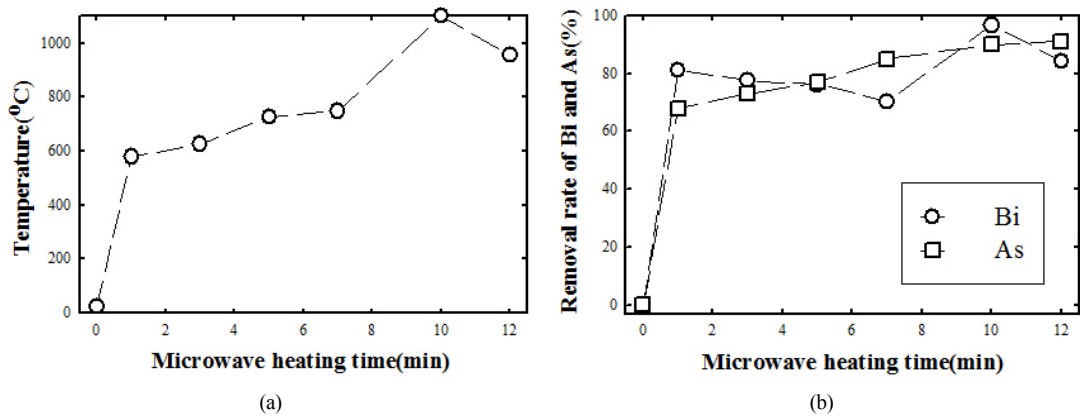 1000
800
600
400
200
0
Temperature(⁰C)
0 2 4 6 8 10 12
Microwave heating time(min)
(a)
100
80
60
40
20
0
Removal rate of Bi and As(%)
Bi
As
0 2 4 6 8 10 12
Microwave heating time(min)
(b)